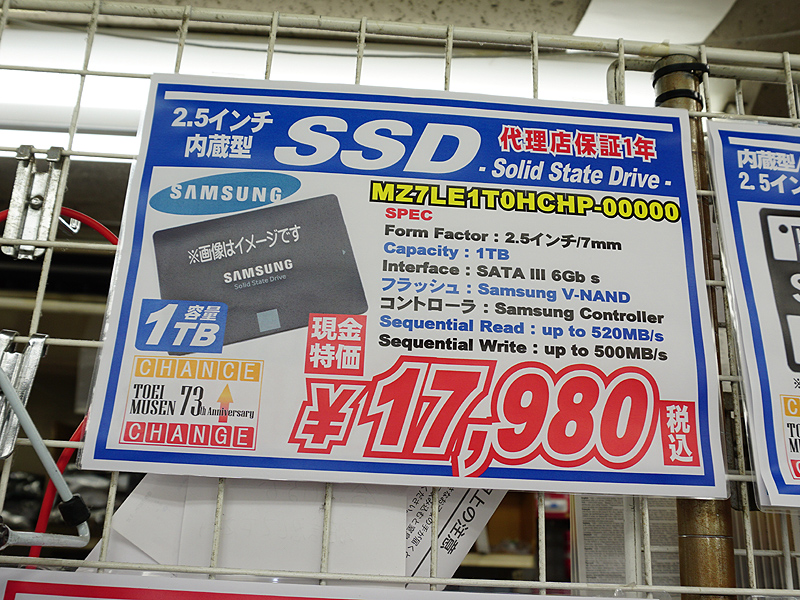 2.5インチ
内蔵型
SSD
代理店保証1年
- Solid State Drive -
SAMSUNG
MZ7LE1T0HCHP-00000
SPEC
Form Factor : 2.5インチ/7mm
Capacity : 1TB
Interface : SATA III 6Gb s
フラッシュ : Samsung V-NAND
コントローラ : Samsung Controller
Sequential Read : up to 520MB/s
Sequential Write : up to 500MB/s
※画像はイメージです
SAMSUNG
Solid State Drive
容量
1TB
CHANCE
TOEI
MUSEN 73th Anniversary
CHANGE
現金
特価
¥17,980
税込
内蔵型
2.5イン
上の注意